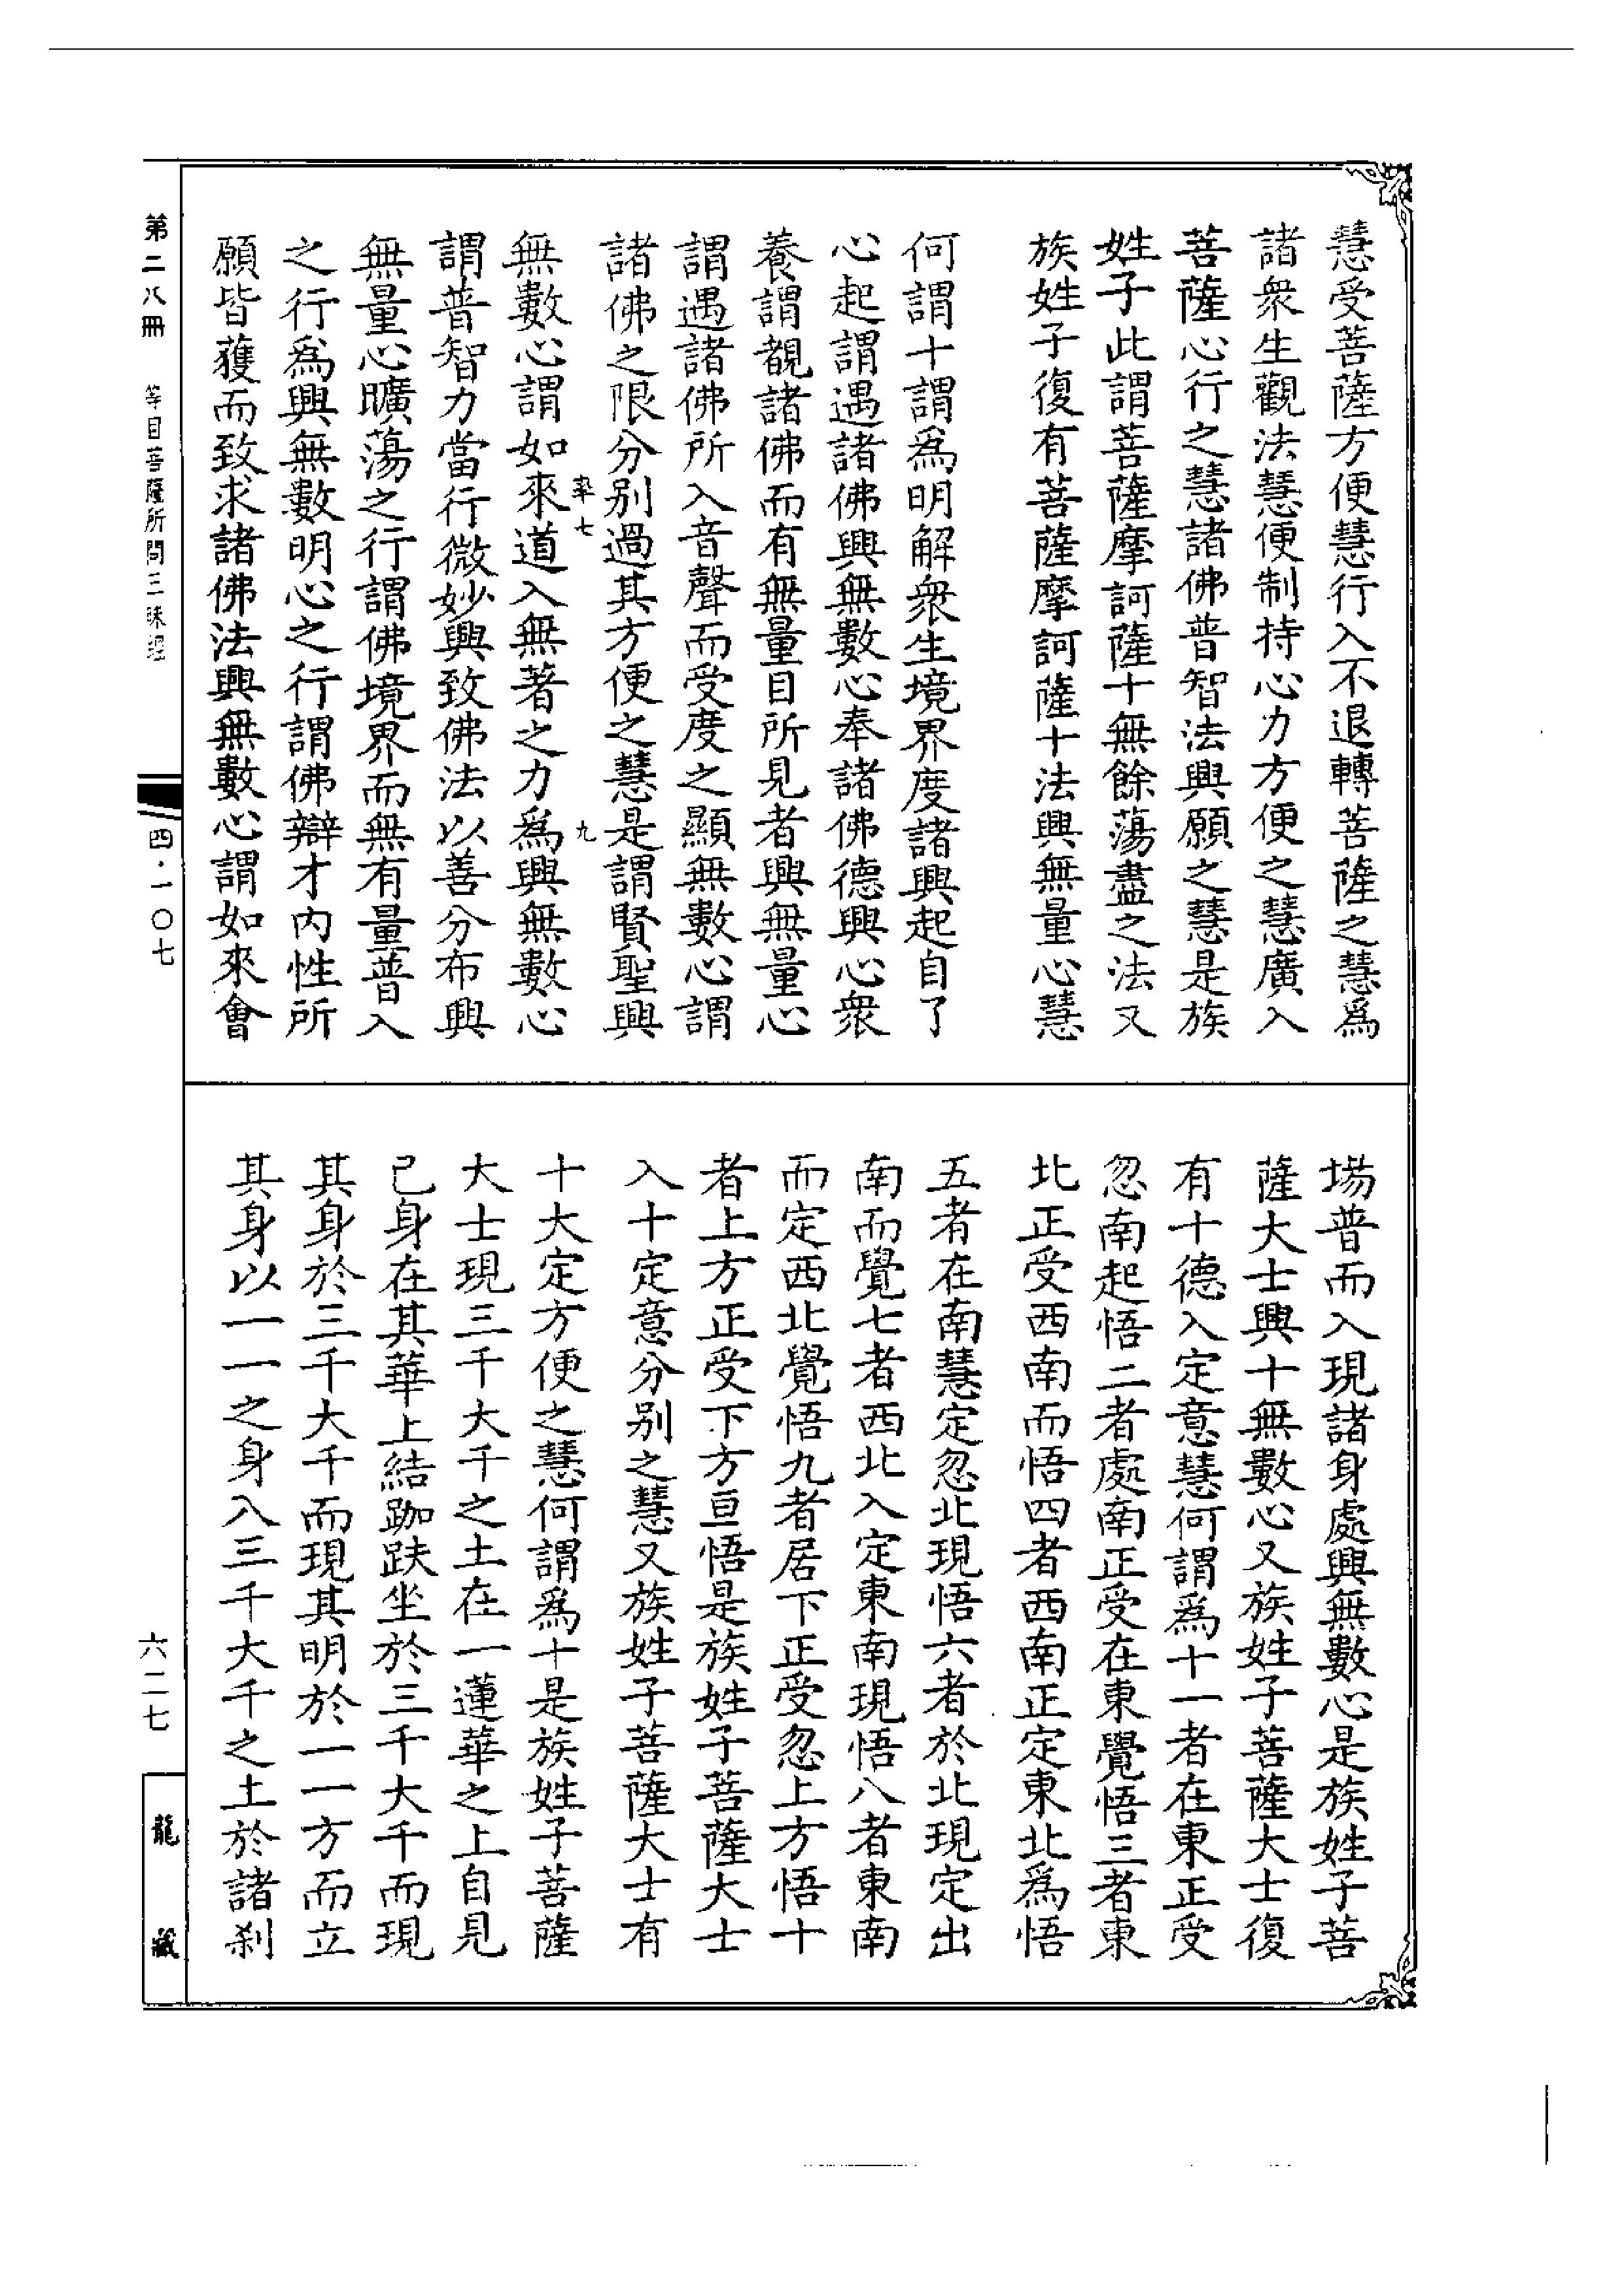 慧受菩薩方便慧行入不退轉菩薩之慧爲
諸衆生觀法慧便制持心力方便之慧廣入
菩薩心行之慧諸佛普智法興願之慧是族
姓子此謂菩薩摩訶薩十無餘蕩盡之法又
族姓子復有菩薩摩訶薩十法興無量心慧
何謂十謂爲明解衆生境界度諸興起自了
心起謂遇諸佛興無數心奉諸佛德興心衆
養謂覩諸佛而有無量目所見者興無量心
謂遇諸佛所入音聲而受度之顯無數心謂
諸佛之限分别過其方便之慧是謂賢聖興
率七
九
無數心謂如來道入無著之力爲興無數心
謂普智力當行微妙興致佛法以善分布興
無量心曠蕩之行謂佛境界而無有量普入
之行爲興無數明心之行謂佛辯才内性所
願皆獲而致求諸佛法興無數心謂如來會
場普而入現諸身處興無數心是族姓子菩
薩大士興十無數心又族姓子菩薩大士復
有十德入定意慧何謂爲十一者在東正受
忽南起悟二者處南正受在東覺悟三者東
北正受西南而悟四者西南正定東北爲悟
五者在南慧定忽北現悟六者於北現定出
南而覺七者西北入定東南現悟八者東南
而定西北覺悟九者居下正受忽上方悟十
者上方正受下方亘悟是族姓子菩薩大士
入十定意分别之慧又族姓子菩薩大士有
十大定方便之慧何謂爲十是族姓子菩薩
大士現三千大千之土在一蓮華之上自見
己身在其華上結跏趺坐於三千大千而現
其身於三千大千而現其明於一一方而立
其身以一一之身入三千大千之土於諸刹
第二八冊 等目菩薩所問三昧經
四·一〇七
六二七
龍藏